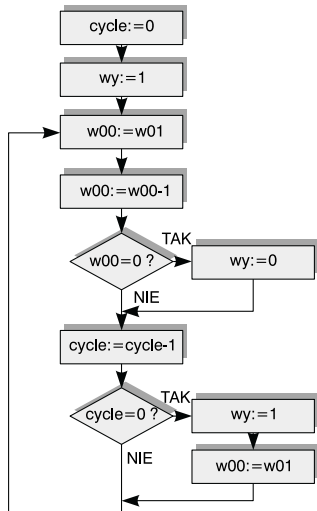 cycle:=0
wy:=1
w00:=w01
w00:=w00-1
w00=0 ?
TAK
wy:=0
NIE
cycle:=cycle-1
cycle=0 ?
TAK
wy:=1
NIE
w00:=w01